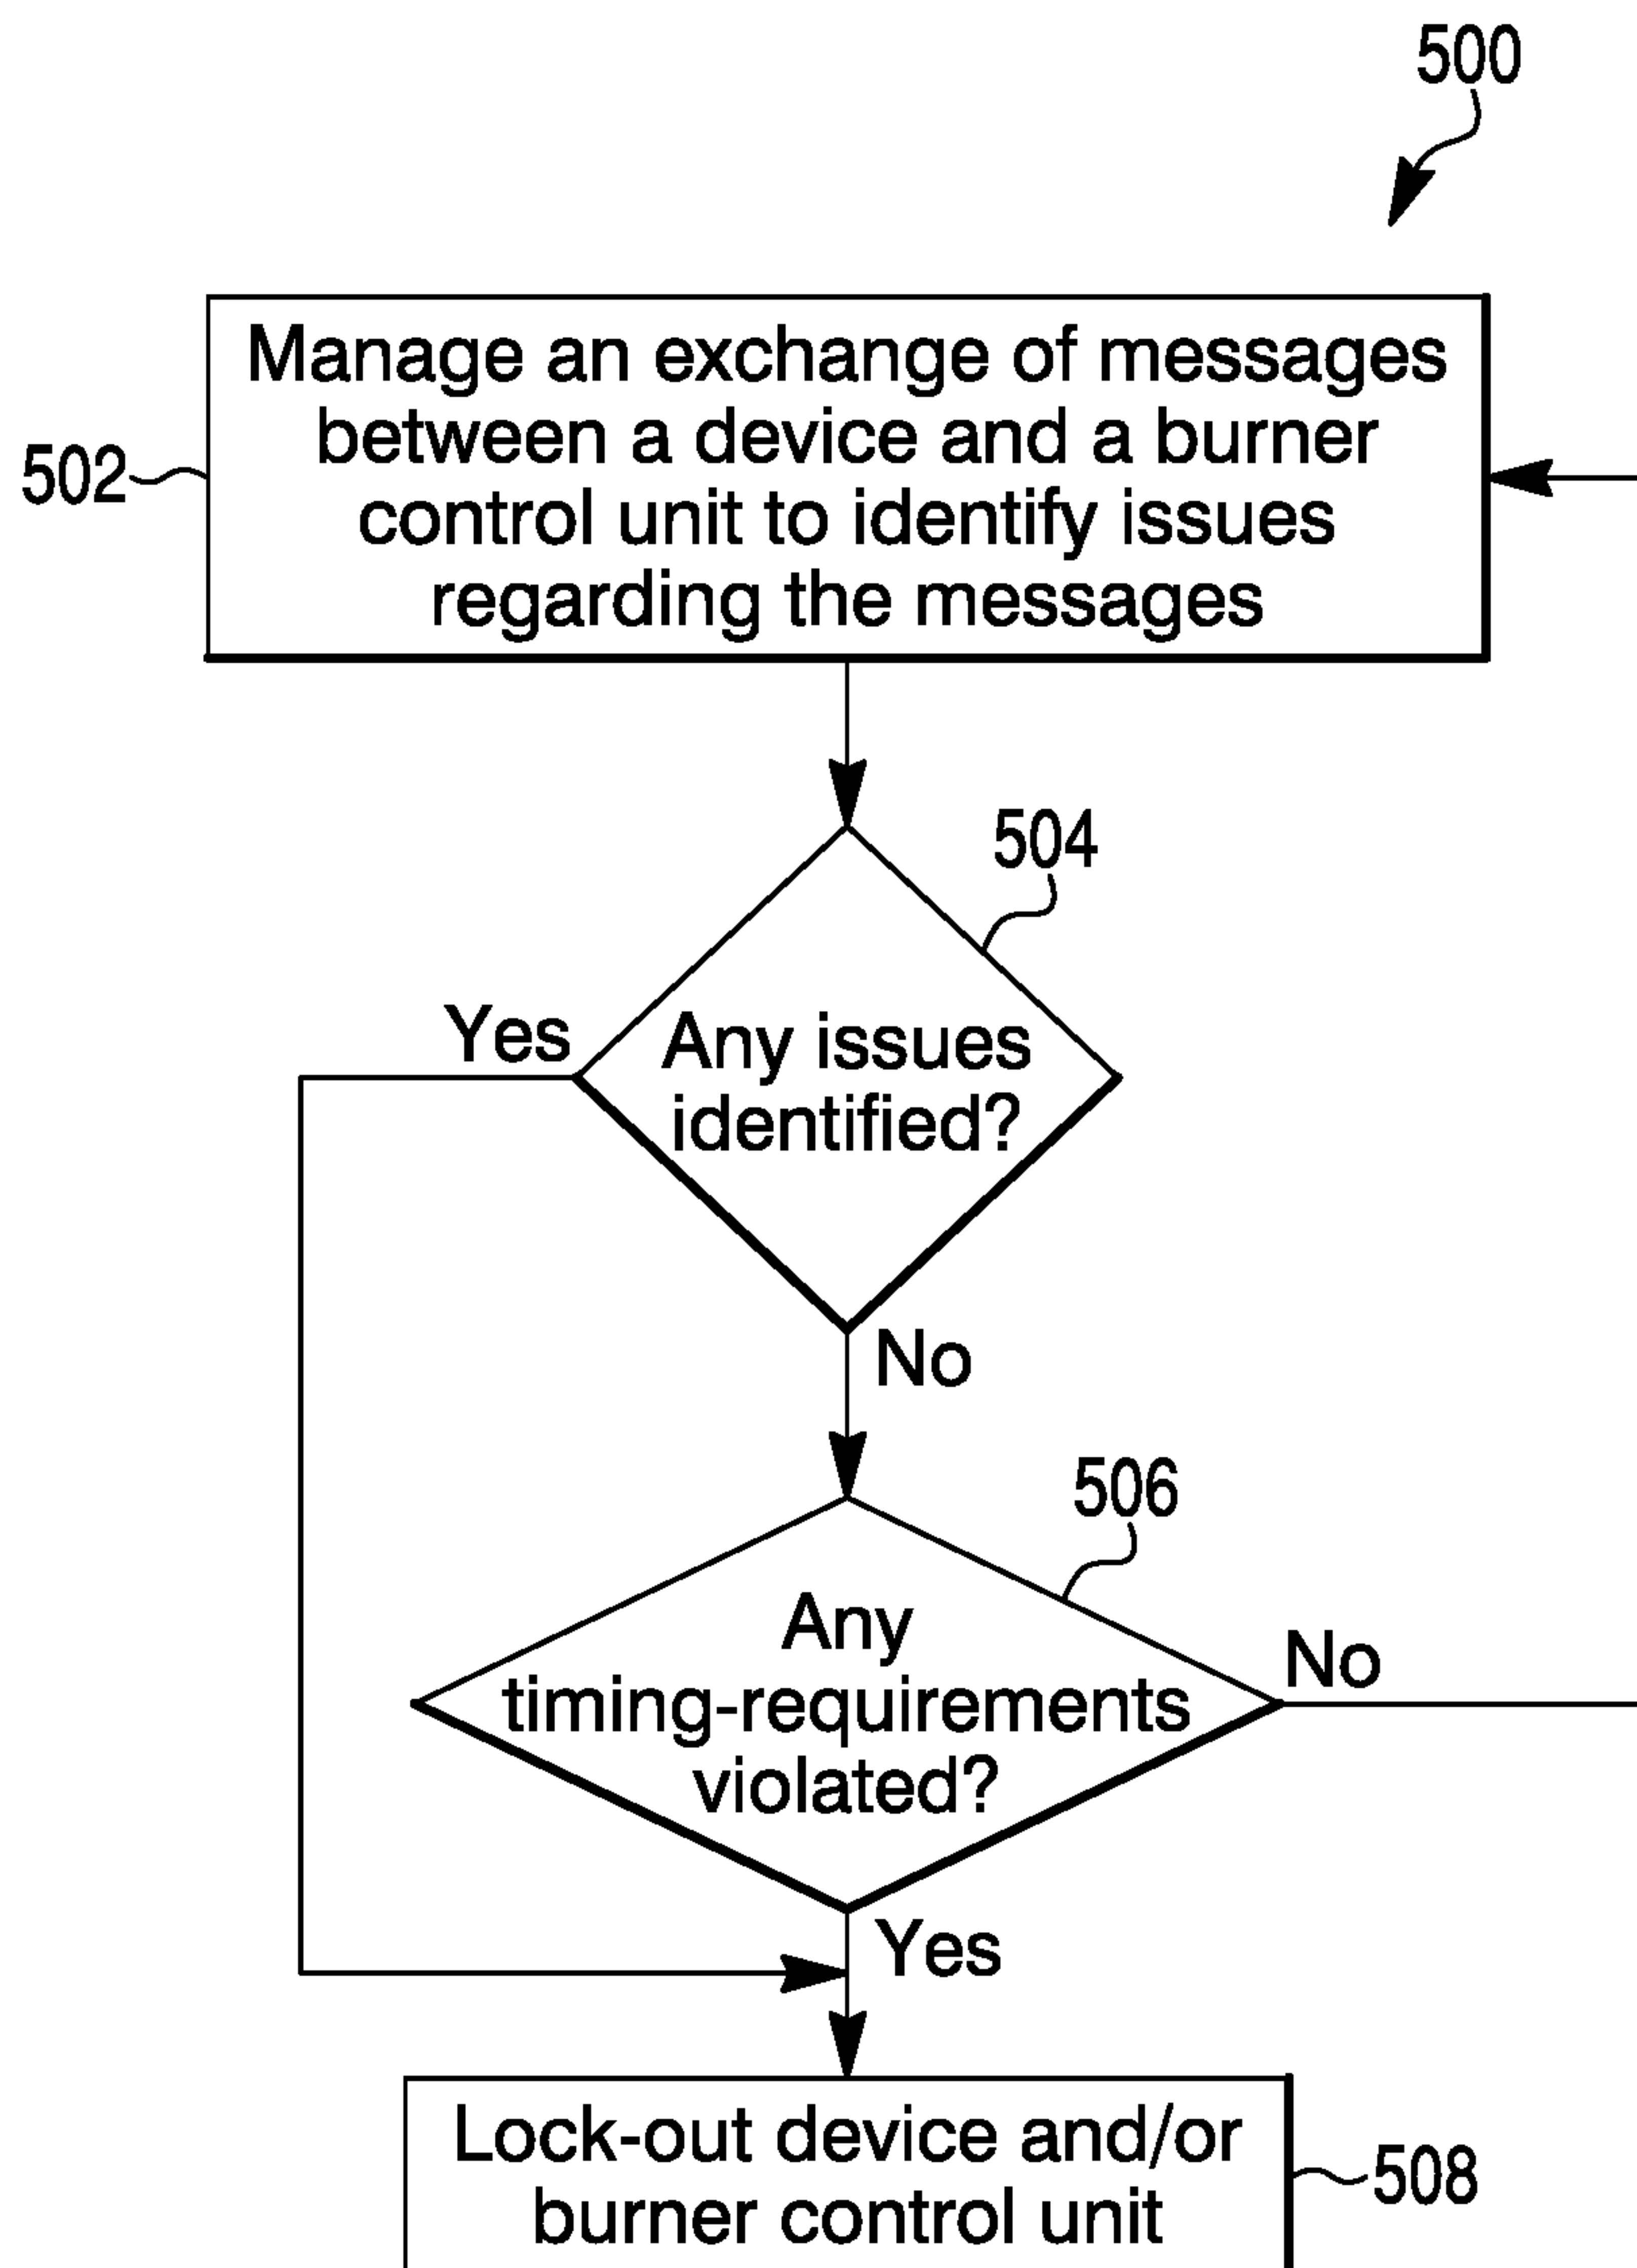 500
Manage an exchange of messages
between a device and a burner
control unit to identify issues
regarding the messages
502
504
Yes
Any issues
identified?
No
506
Any
timing-requirements
violated?
No
Yes
Lock-out device and/or
burner control unit
508